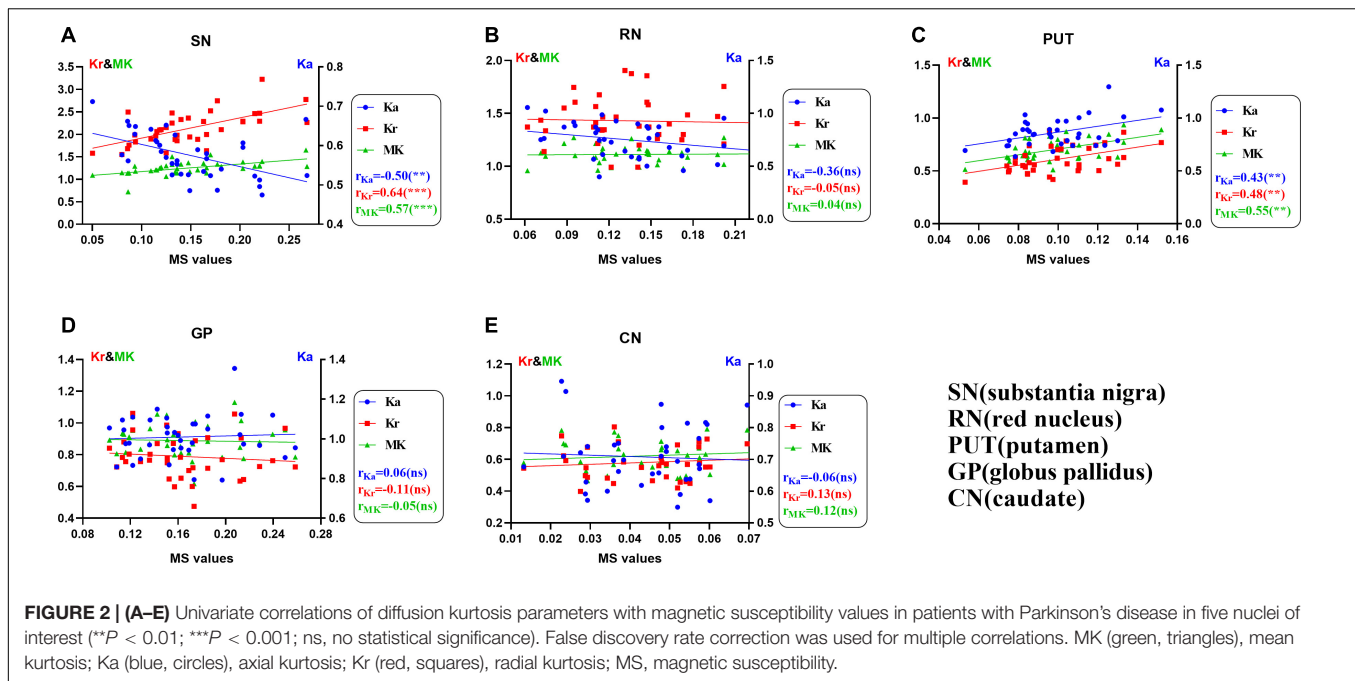 A
SN
Kr&MK
Ka
3.5
3.0
2.5
2.0
1.5
1.0
0.5
0.0
0.8
0.7
0.6
0.5
0.4
0.05 0.10 0.15 0.20 0.25
MS values
Ka
Kr
MK
rKa=-0.50(**)
rKr=0.64(***)
rMK=0.57(***)
B
RN
Kr&MK
Ka
2.0
1.5
1.0
0.5
1.5
1.0
0.5
0.0
0.06 0.09 0.12 0.15 0.18 0.21
MS values
Ka
Kr
MK
rKa=-0.36(ns)
rKr=-0.05(ns)
rMK=0.04(ns)
C
PUT
Kr&MK
Ka
1.5
1.0
0.5
0.0
1.5
1.0
0.5
0.0
0.04 0.06 0.08 0.10 0.12 0.14 0.16
MS values
Ka
Kr
MK
rKa=0.43(**)
rKr=0.48(**)
rMK=0.55(**)
D
GP
Kr&MK
Ka
1.4
1.2
1.0
0.8
0.6
0.4
1.4
1.2
1.0
0.8
0.6
0.08 0.12 0.16 0.20 0.24 0.28
MS values
Ka
Kr
MK
rKa=0.06(ns)
rKr=-0.11(ns)
rMK=-0.05(ns)
E
CN
Kr&MK
Ka
1.2
1.0
0.8
0.6
0.4
0.2
1.0
0.9
0.8
0.7
0.6
0.5
0.01 0.02 0.03 0.04 0.05 0.06 0.07
MS values
Ka
Kr
MK
rKa=-0.06(ns)
rKr=0.13(ns)
rMK=0.12(ns)
SN(substantia nigra)
RN(red nucleus)
PUT(putamen)
GP(globus pallidus)
CN(caudate)
FIGURE 2 | (A–E) Univariate correlations of diffusion kurtosis parameters with magnetic susceptibility values in patients with Parkinson's disease in five nuclei of
interest (**P < 0.01; ***P < 0.001; ns, no statistical significance). False discovery rate correction was used for multiple correlations. MK (green, triangles), mean
kurtosis; Ka (blue, circles), axial kurtosis; Kr (red, squares), radial kurtosis; MS, magnetic susceptibility.